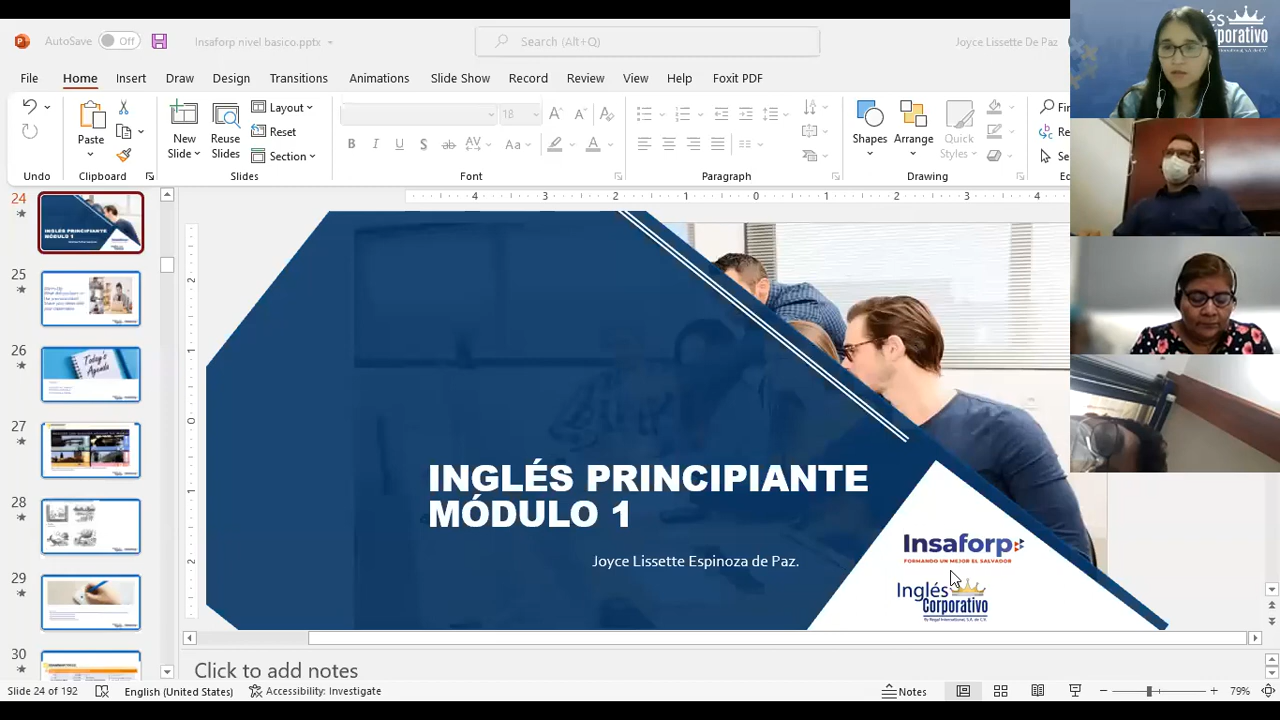 AutoSave
Off
Insaforp nivel basico.pptx
Search (Alt+Q)
Joyce Lissette De Paz
File
Home
Insert
Draw
Design
Transitions
Animations
Slide Show
Record
Review
View
Help
Foxit PDF
Paste
New
Slide
Reuse
Slides
Layout
Reset
Section
18
Shapes
Arrange
Quick
Styles
Undo
Clipboard
Slides
Font
Paragraph
Drawing
24
25
26
27
28
29
30
Today's
Agenda
INGLÉS PRINCIPIANTE
MÓDULO 1
Joyce Lissette Espinoza de Paz.
Insaforp
FORMANDO UN MEJOR EL SALVADOR
Inglés
Corporativo
Click to add notes
Slide 24 of 192
English (United States)
Accessibility: Investigate
Notes
79%